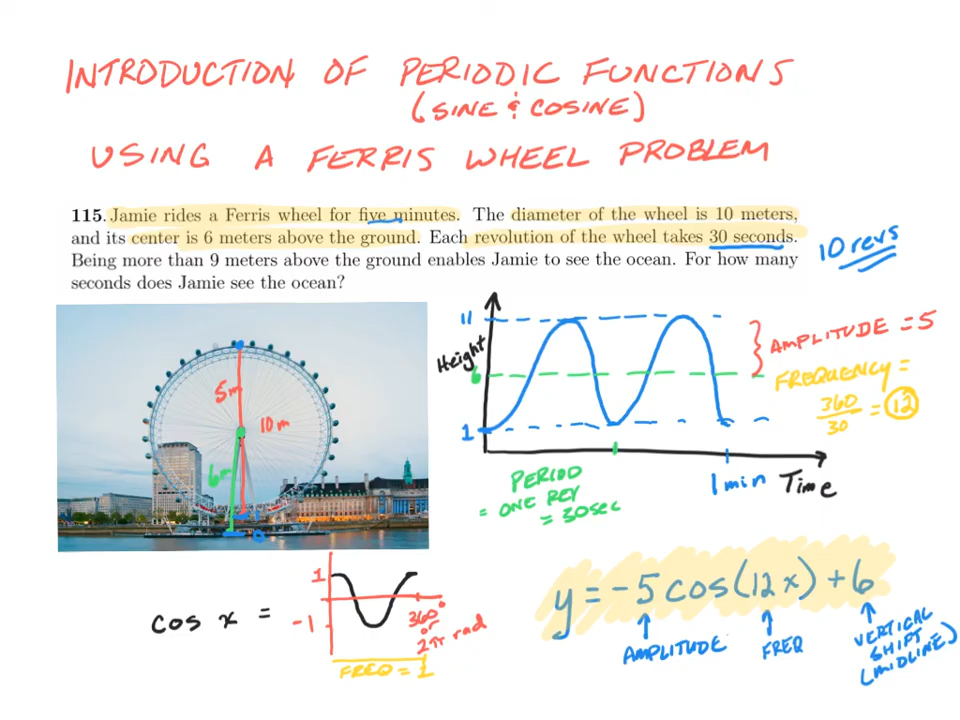 INTRODUCTION OF PERIODIC FUNCTIONS
(SINE & COSINE)
USING A FERRIS WHEEL PROBLEM
115. Jamie rides a Ferris wheel for five minutes. The diameter of the wheel is 10 meters,
and its center is 6 meters above the ground. Each revolution of the wheel takes 30 seconds.
Being more than 9 meters above the ground enables Jamie to see the ocean. For how many
seconds does Jamie see the ocean?
10 revs
5m
10m
6m
11
Height
6
1
AMPLITUDE = 5
FREQUENCY =
360
30
= 12
1 min Time
PERIOD
= ONE REV
= 30 SEC
cos x =
1
-1
360°
or
2π rad
FREQ = 1
y = -5 cos(12x) + 6
AMPLITUDE
FREQ
VERTICAL
SHIFT
(MIDLINE)